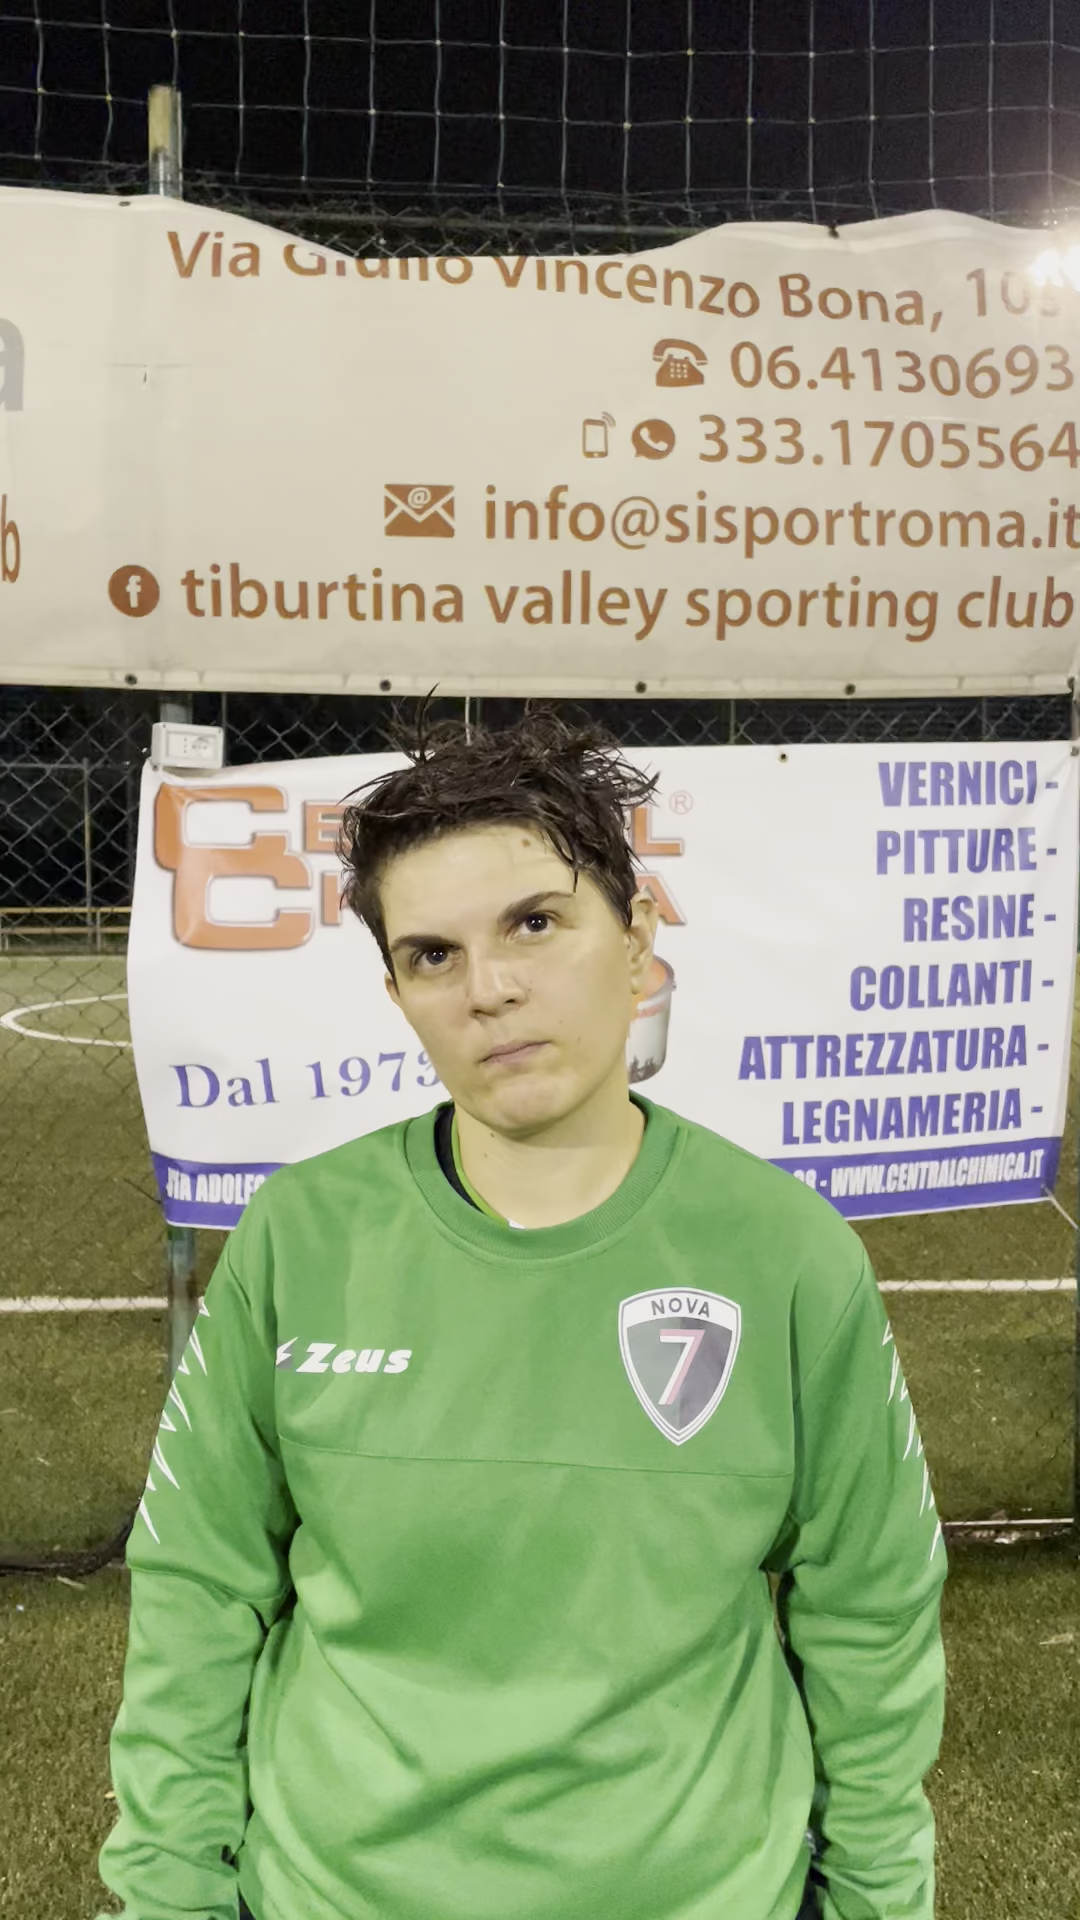 Via Giulio Vincenzo Bona,
06.4130693
333.1705564
info@sisportroma.it
tiburtina valley sporting club
®
VERNICI -
PITTURE -
RESINE -
COLLANTI -
ATTREZZATURA -
LEGNAMERIA -
Dal 1973
- WWW.CENTRALCHIMICA.IT
NOVA
7
Zeus